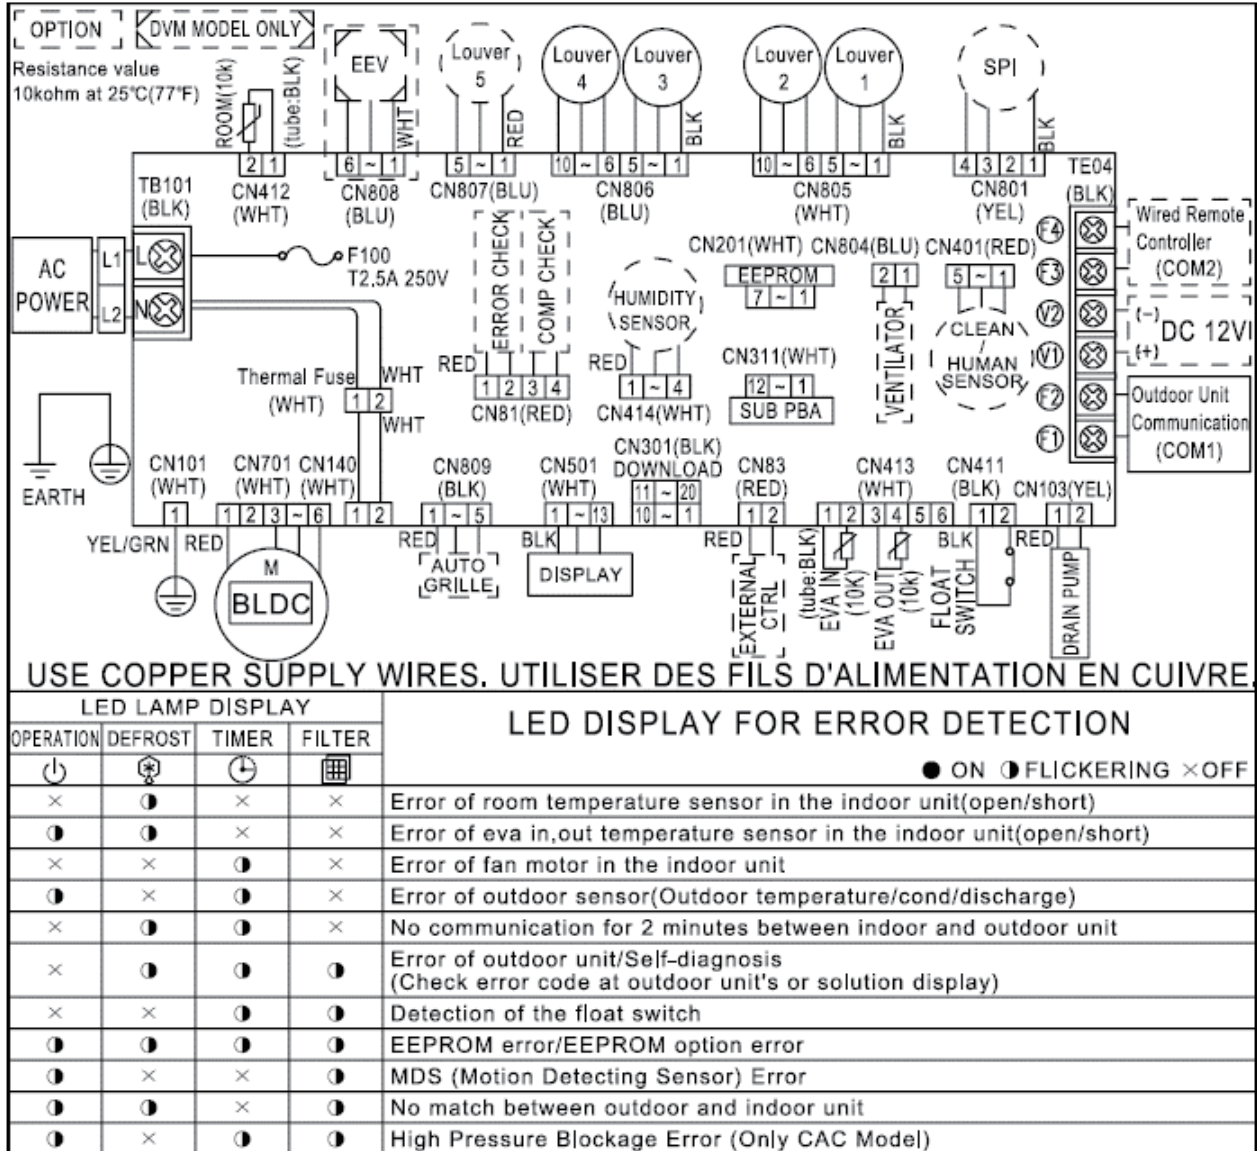 OPTION
DVM MODEL ONLY
Resistance value
10kohm at 25℃(77℉)
ROOM(10k)
(tube:BLK)
EEV
WHT
Louver
5
RED
Louver
4
Louver
3
BLK
Louver
2
Louver
1
BLK
SPI
BLK
2 1
6 ~ 1
5 ~ 1
10 ~ 6 5 ~ 1
10 ~ 6 5 ~ 1
4 3 2 1
TB101
(BLK)
CN412
(WHT)
CN808
(BLU)
CN807(BLU)
CN806
(BLU)
CN805
(WHT)
CN801
(YEL)
TE04
(BLK)
AC
POWER
L1
L2
L
N
F100
T2.5A 250V
ERROR CHECK
COMP CHECK
RED
1 2 3 4
CN81(RED)
HUMIDITY
SENSOR
RED
1 ~ 4
CN414(WHT)
CN201(WHT)
EEPROM
7 ~ 1
CN311(WHT)
12 ~ 1
SUB PBA
CN804(BLU)
2 1
VENTILATOR
CN401(RED)
5 ~ 1
CLEAN
/
HUMAN
SENSOR
F4
F3
V2
V1
F2
F1
Wired Remote
Controller
(COM2)
(-)
DC 12V
(+)
Outdoor Unit
Communication
(COM1)
Thermal Fuse
(WHT)
WHT
1 2
WHT
EARTH
CN101
(WHT)
CN701
(WHT)
CN140
(WHT)
CN809
(BLK)
CN501
(WHT)
CN301(BLK)
DOWNLOAD
11 ~ 20
10 ~ 1
CN83
(RED)
CN413
(WHT)
CN411
(BLK)
CN103(YEL)
1
1 2 3 ~ 6
1 2
1 ~ 5
1 ~ 13
1 2
1 2 3 4 5 6
1 2
1 2
YEL/GRN
RED
M
BLDC
RED
AUTO
GRILLE
BLK
DISPLAY
RED
EXTERNAL
CTRL
(tube:BLK)
EVA IN
(10K)
EVA OUT
(10k)
BLK
FLOAT
SWITCH
RED
DRAIN PUMP
USE COPPER SUPPLY WIRES. UTILISER DES FILS D'ALIMENTATION EN CUIVRE.
LED LAMP DISPLAY
LED DISPLAY FOR ERROR DETECTION
OPERATION DEFROST TIMER FILTER
● ON ◑ FLICKERING ×OFF
× ◑ × × Error of room temperature sensor in the indoor unit(open/short)
◑ ◑ × × Error of eva in,out temperature sensor in the indoor unit(open/short)
× × ◑ × Error of fan motor in the indoor unit
◑ × ◑ × Error of outdoor sensor(Outdoor temperature/cond/discharge)
× ◑ ◑ × No communication for 2 minutes between indoor and outdoor unit
× ◑ ◑ ◑ Error of outdoor unit/Self-diagnosis
(Check error code at outdoor unit's or solution display)
× × ◑ ◑ Detection of the float switch
◑ ◑ ◑ ◑ EEPROM error/EEPROM option error
◑ × × ◑ MDS (Motion Detecting Sensor) Error
◑ ◑ × ◑ No match between outdoor and indoor unit
◑ × ◑ ◑ High Pressure Blockage Error (Only CAC Model)